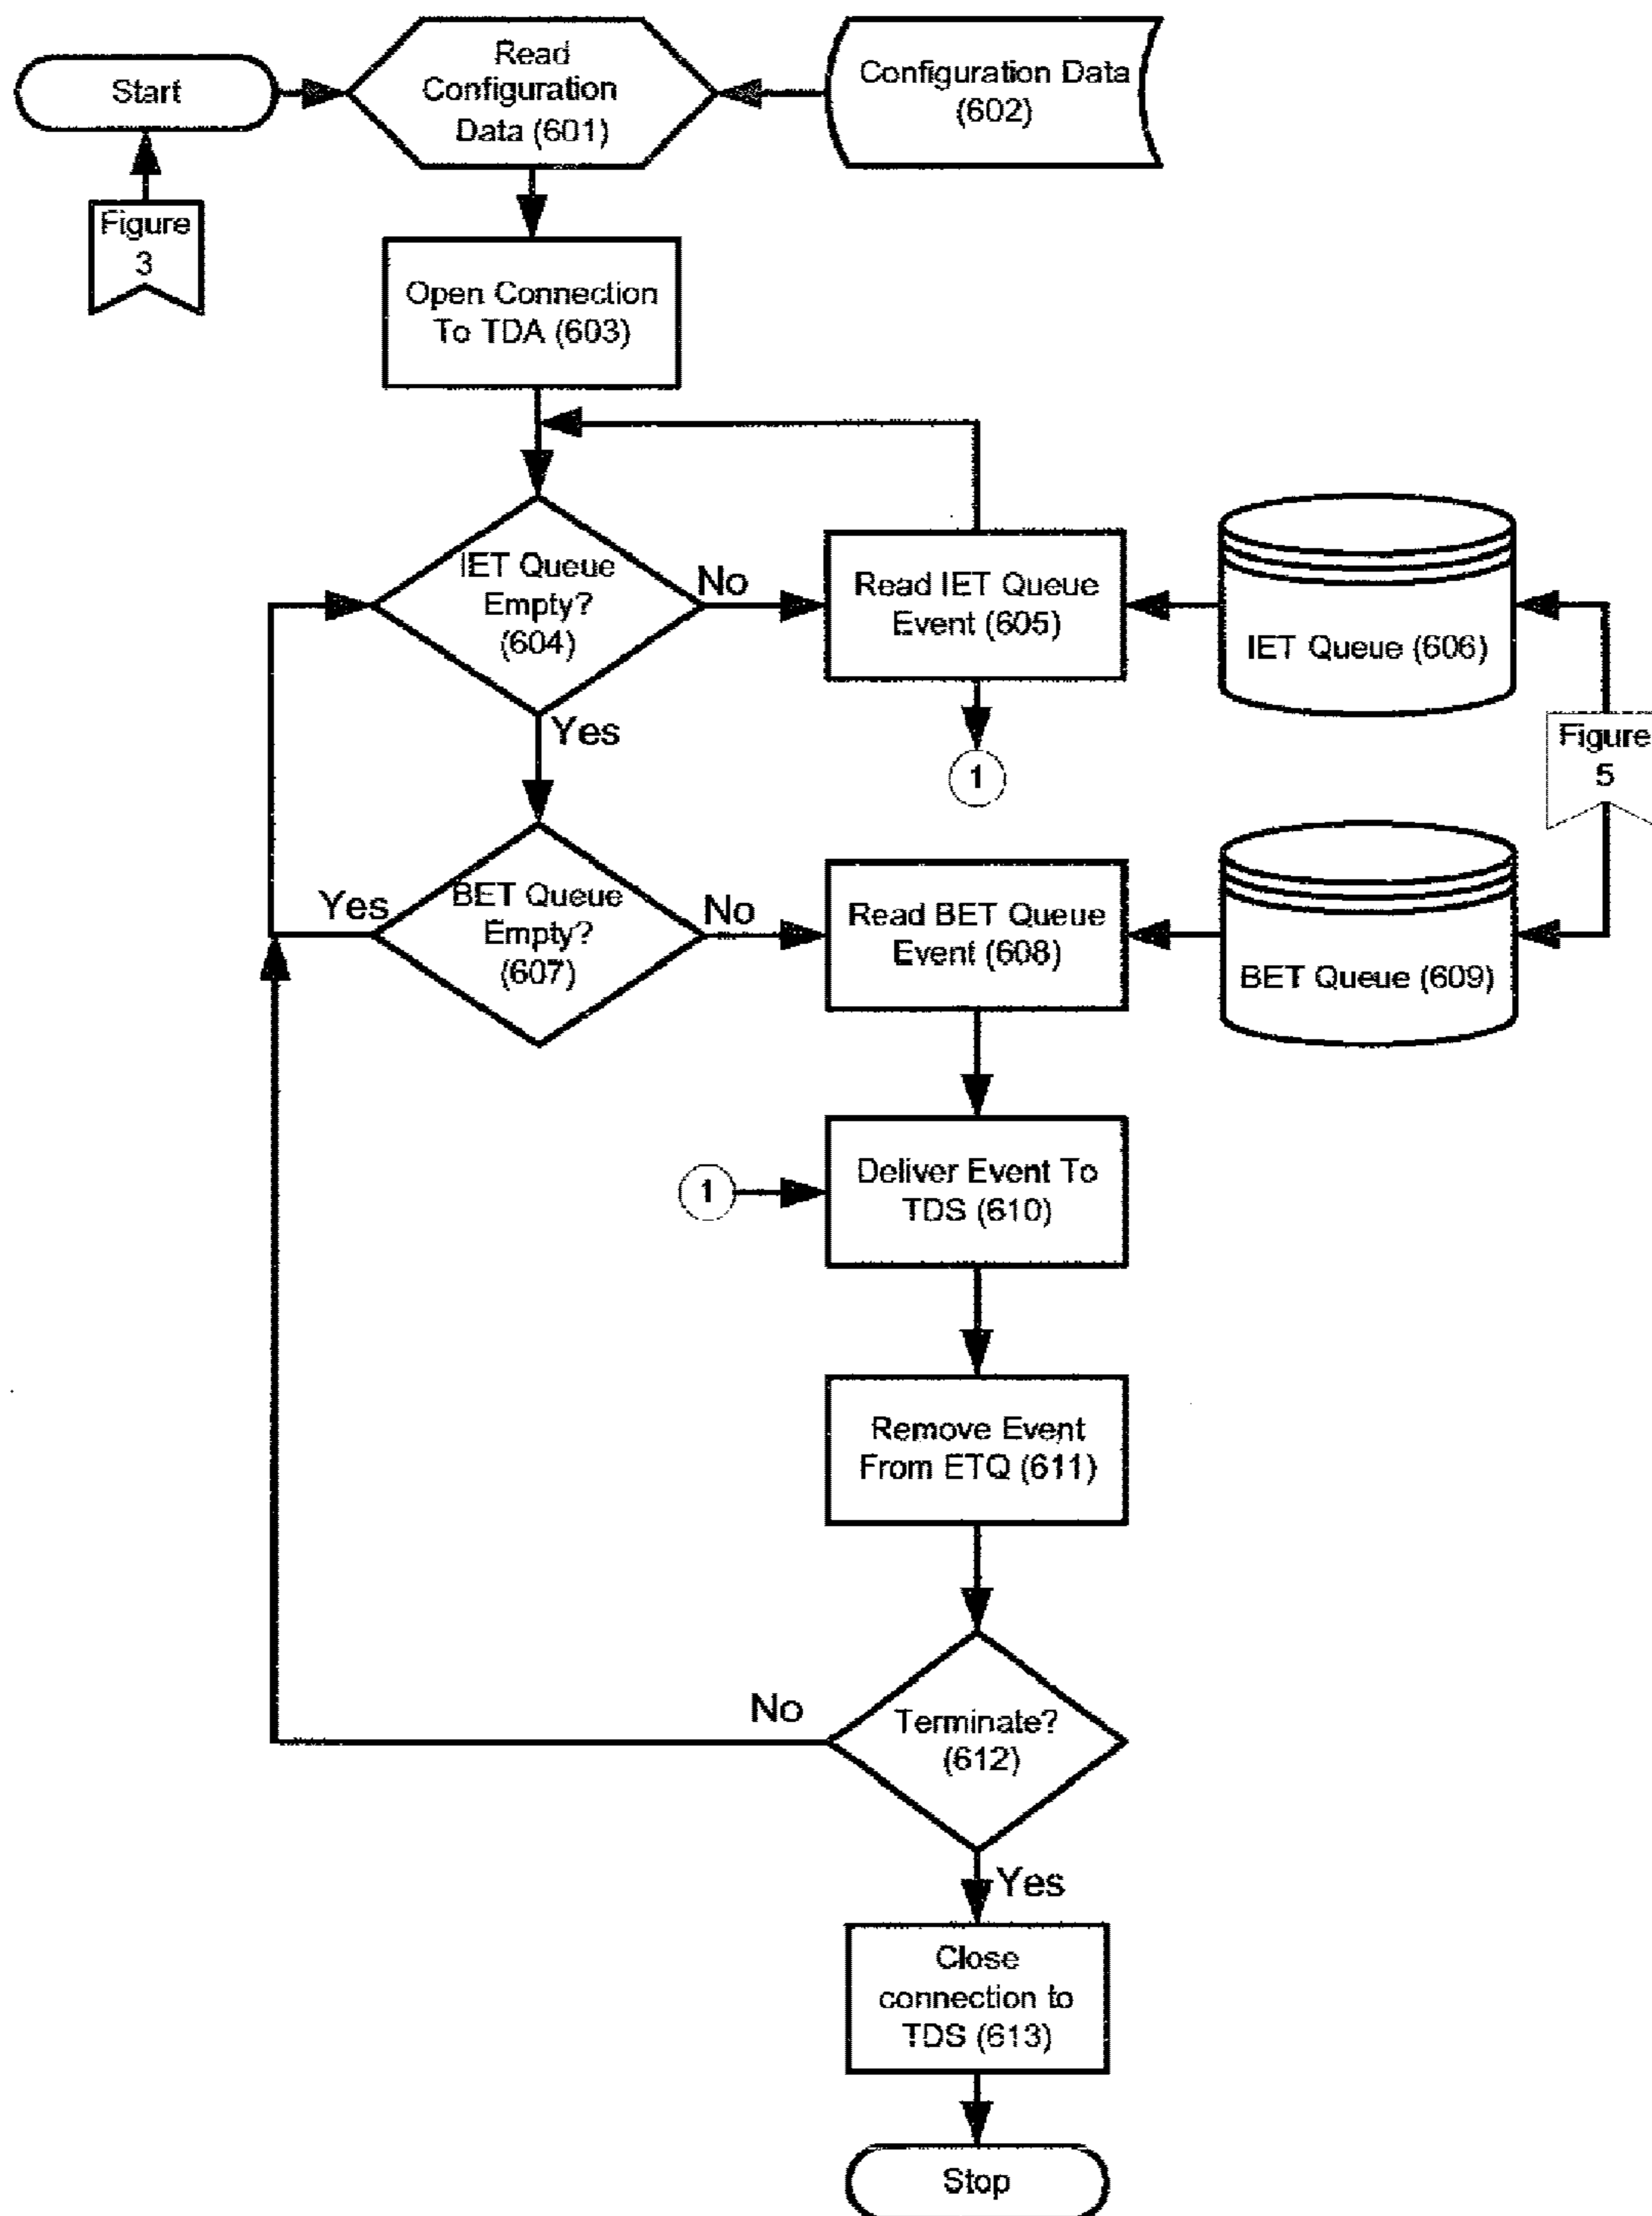 Start
Read
Configuration
Data (601)
Configuration Data
(602)
Figure
3
Open Connection
To TDA (603)
IET Queue
Empty?
(604)
No
Read IET Queue
Event (605)
IET Queue (606)
Yes
1
Figure
5
Yes
BET Queue
Empty?
(607)
No
Read BET Queue
Event (608)
BET Queue (609)
1
Deliver Event To
TDS (610)
Remove Event
From ETQ (611)
No
Terminate?
(612)
Yes
Close
connection to
TDS (613)
Stop